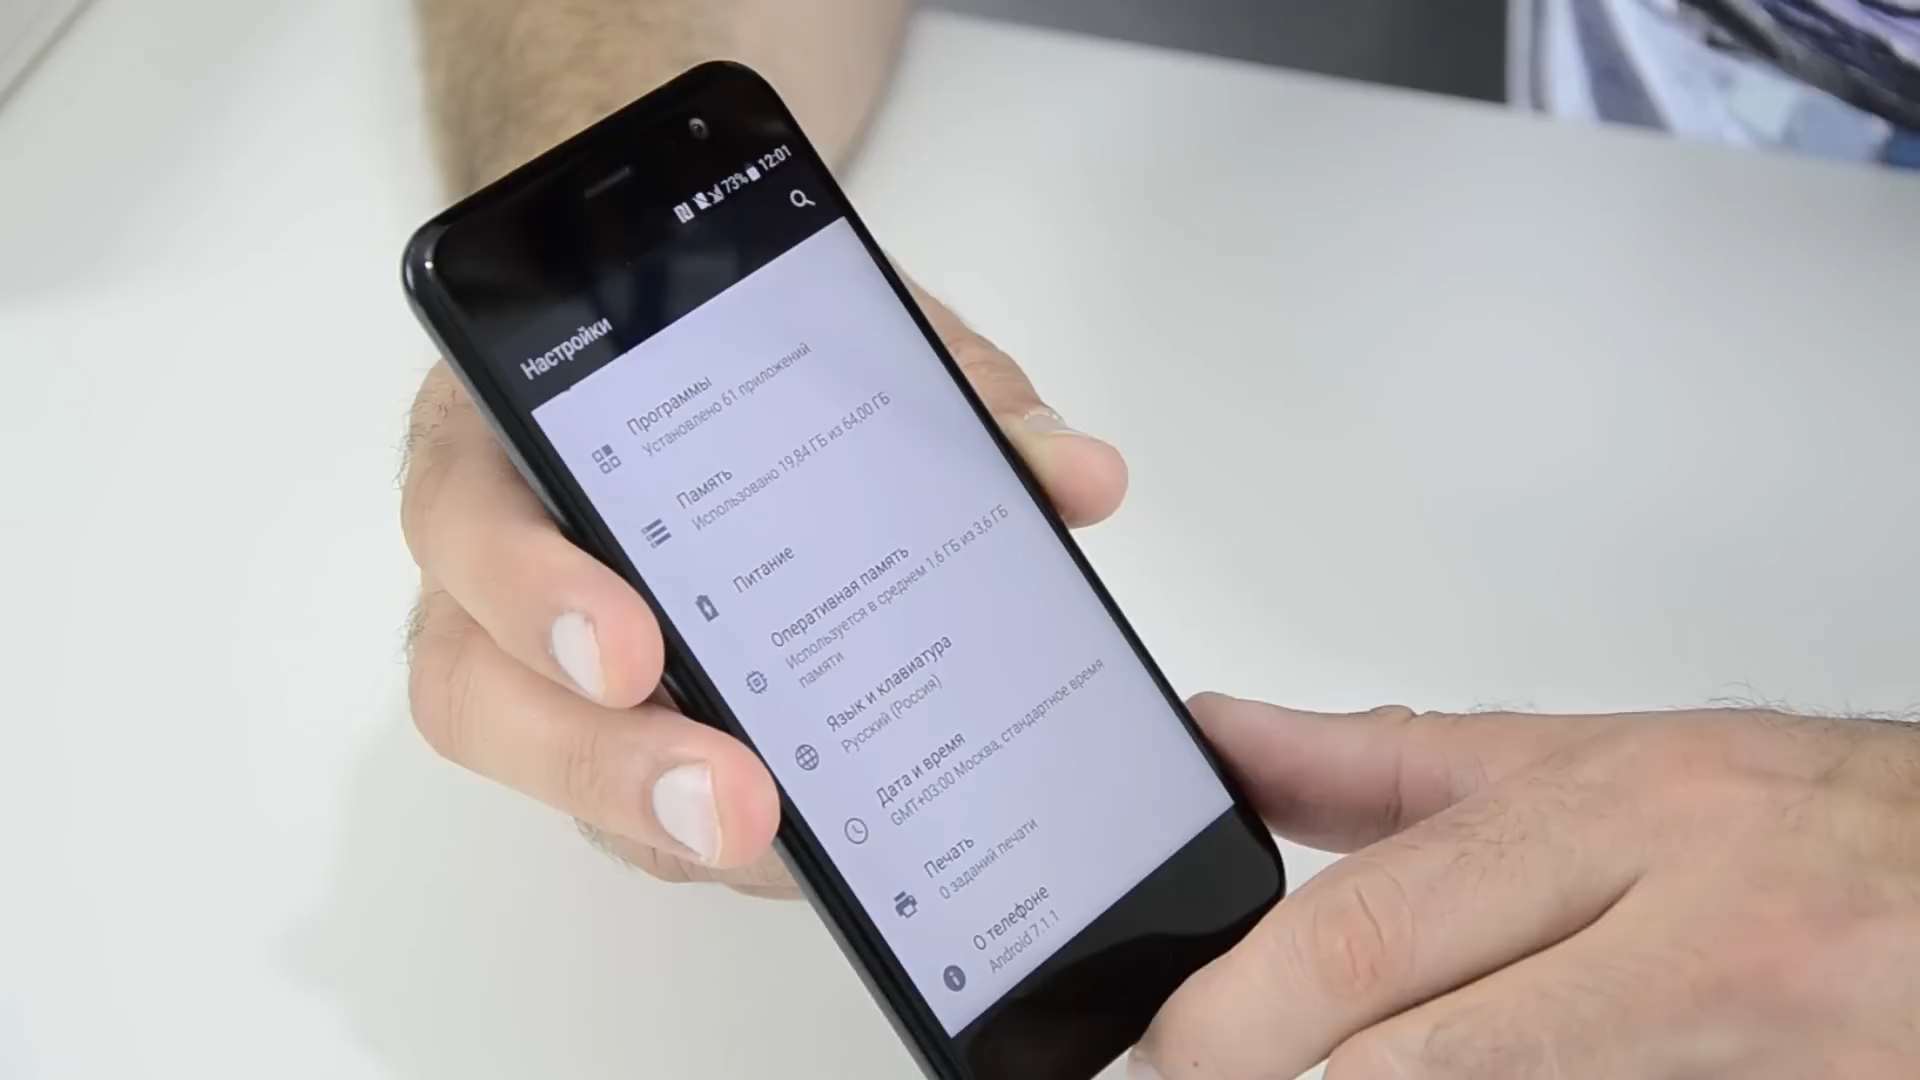 73% 12:01
Настройки
Программы
Установлено 61 приложений
Память
Использовано 19,84 ГБ из 64,00 ГБ
Питание
Оперативная память
Используется в среднем 1,6 ГБ из 3,6 ГБ
памяти
Язык и клавиатура
Русский (Россия)
Дата и время
GMT+03:00 Москва, стандартное время
Печать
0 заданий печати
О телефоне
Android 7.1.1